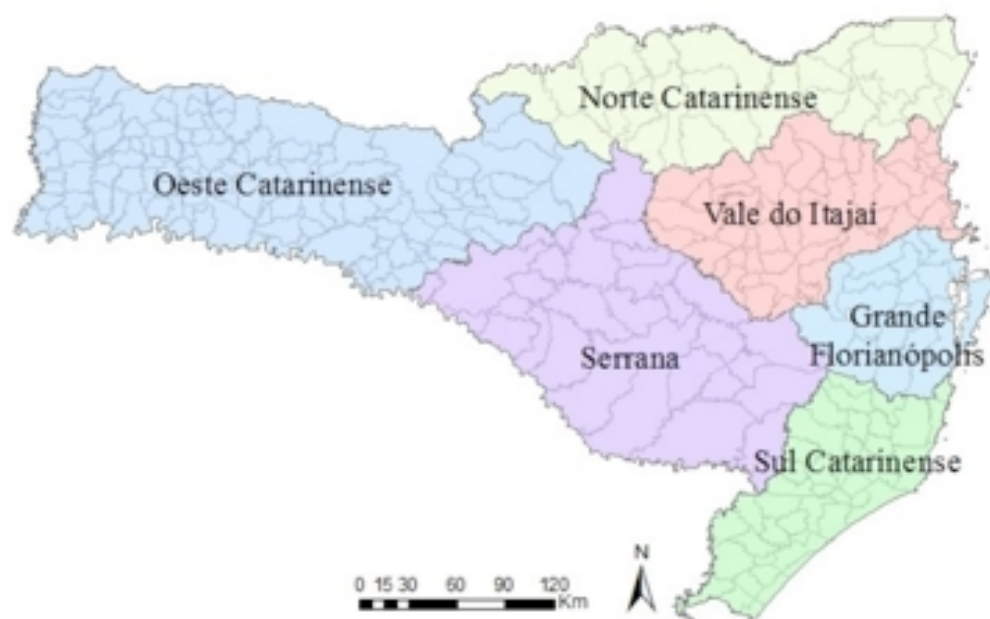 Norte Catarinense
Oeste Catarinense
Vale do Itajaí
Grande
Florianópolis
Serrana
Sul Catarinense
N
0 15 30 60 90 120
Km